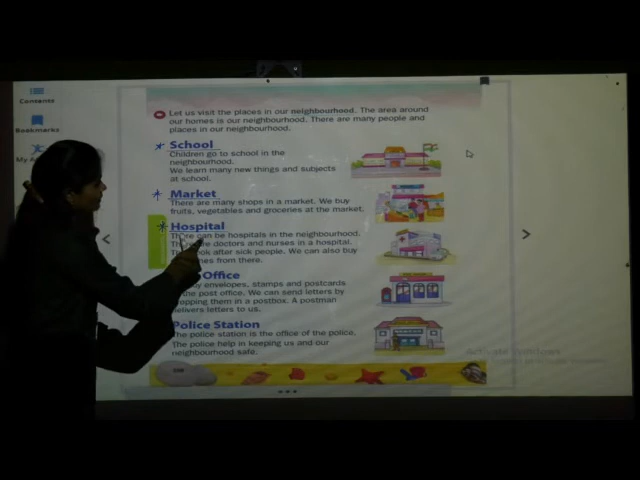 Contents
Bookmarks
My
Let us visit the places in our neighbourhood. The area around
our homes is our neighbourhood. There are many people and
places in our neighbourhood.
School
Children go to school in the
neighbourhood.
We learn many new things and subjects
at school.
Market
There are many shops in a market. We buy
fruits, vegetables and groceries at the market.
Hospital
There can be hospitals in the neighbourhood.
doctors and nurses in a hospital.
look after sick people. We can also buy
from there.
Office
envelopes, stamps and postcards
the post office. We can send letters by
them in a postbox. A postman
delivers letters to us.
Police Station
The police station is the office of the police.
The police help in keeping us and our
neighbourhood safe.
Activate Windows